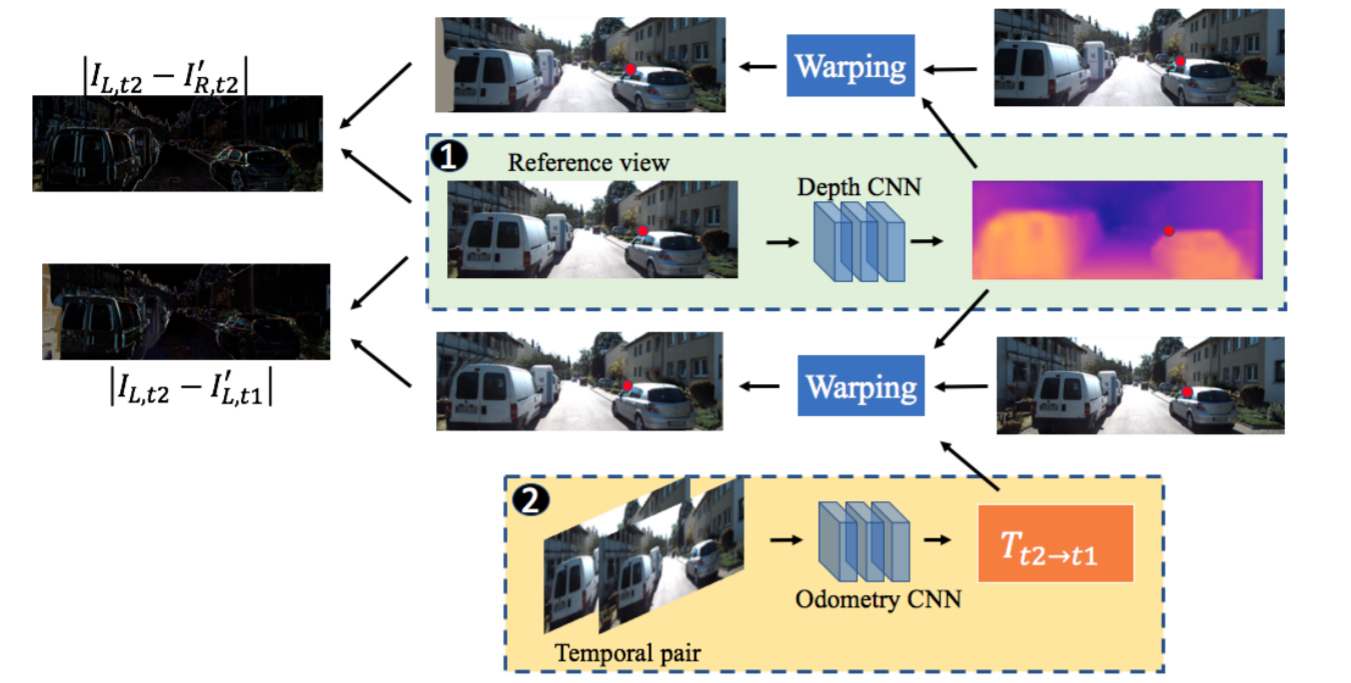 |I_{L,t2} − I'_{R,t2}|
Warping
1
Reference view
Depth CNN
|I_{L,t2} − I'_{L,t1}|
Warping
2
T_{t2→t1}
Odometry CNN
Temporal pair